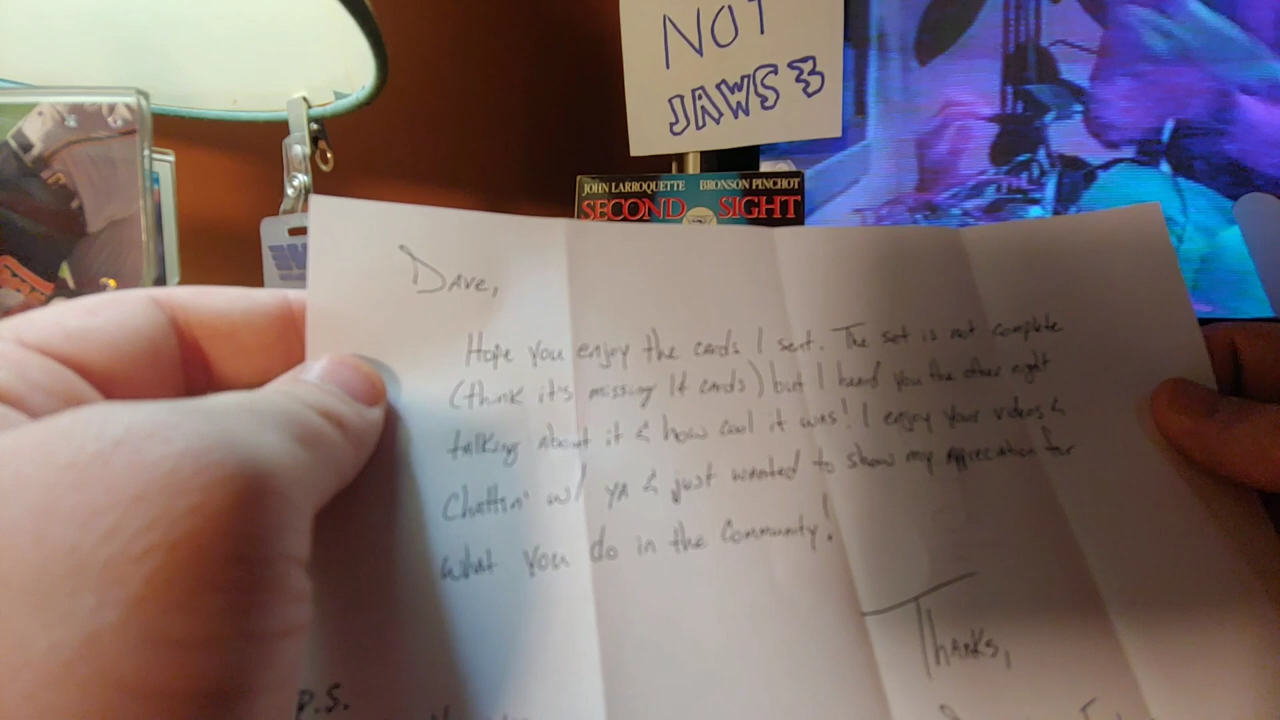 NOT
JAWS 3
JOHN LARROQUETTE BRONSON PINCHOT
SECOND SIGHT
Dave,
Hope you enjoy the cards I sent. The set is not complete
(think it's missing 14 cards) but I heard you the other night
talking about it & how cool it was! I enjoy your videos &
Chattin' w/ ya & just wanted to show my apprecation for
what you do in the Community!
Thanks,
P.S.